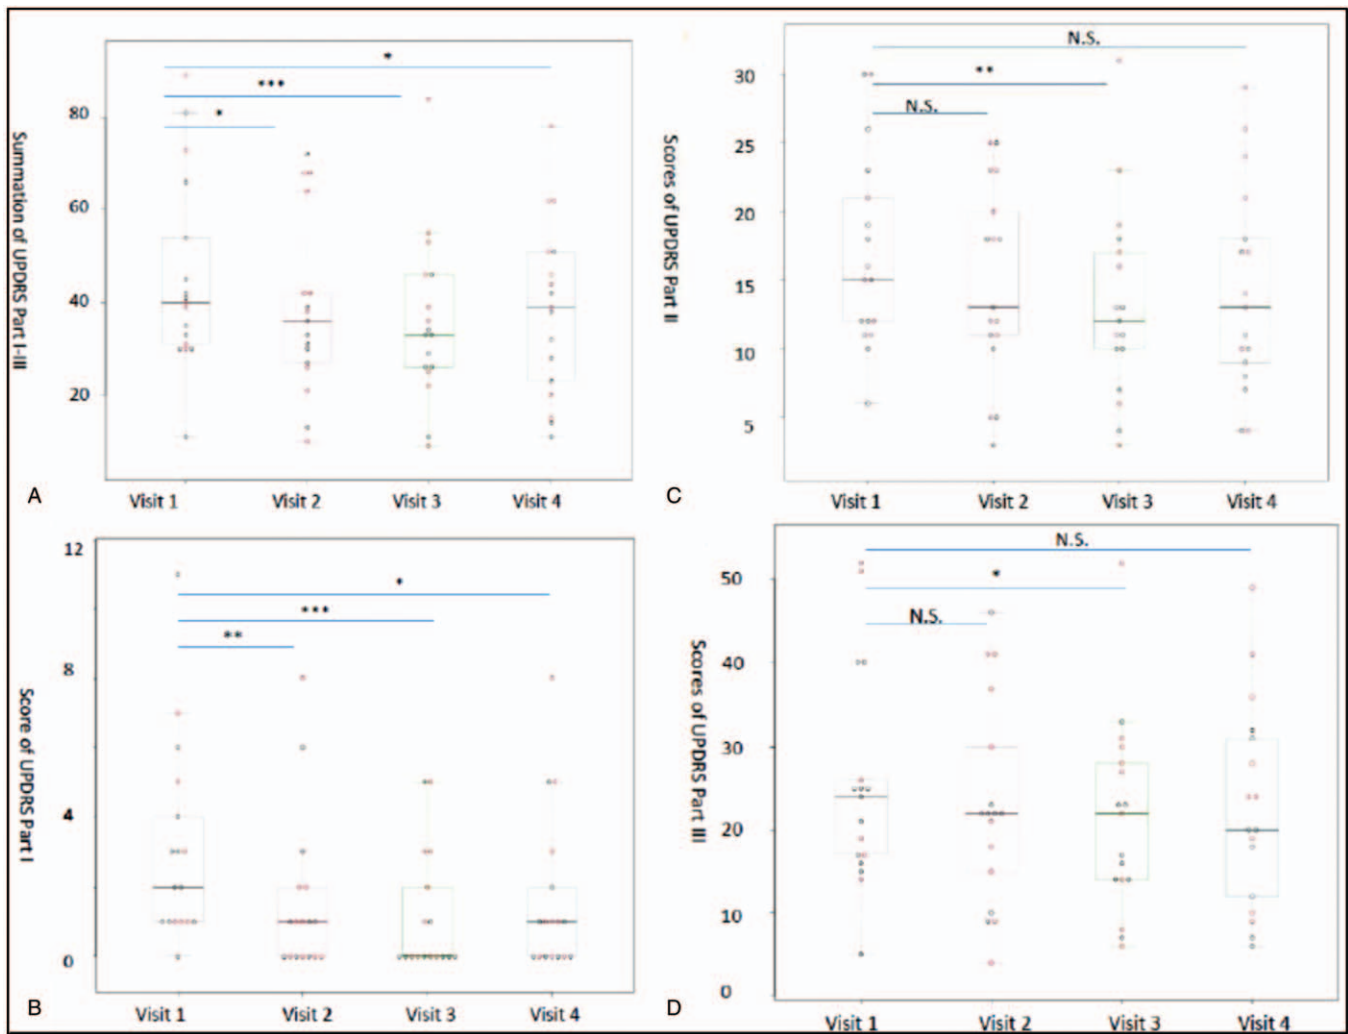 *
***
*
80
60
40
20
Summation of UPDRS Part I-III
Visit 1 Visit 2 Visit 3 Visit 4
A
N.S.
**
N.S.
30
25
20
15
10
5
Scores of UPDRS Part II
Visit 1 Visit 2 Visit 3 Visit 4
C
*
***
**
12
8
4
0
Score of UPDRS Part I
Visit 1 Visit 2 Visit 3 Visit 4
B
N.S.
*
N.S.
50
40
30
20
10
0
Scores of UPDRS Part III
Visit 1 Visit 2 Visit 3 Visit 4
D